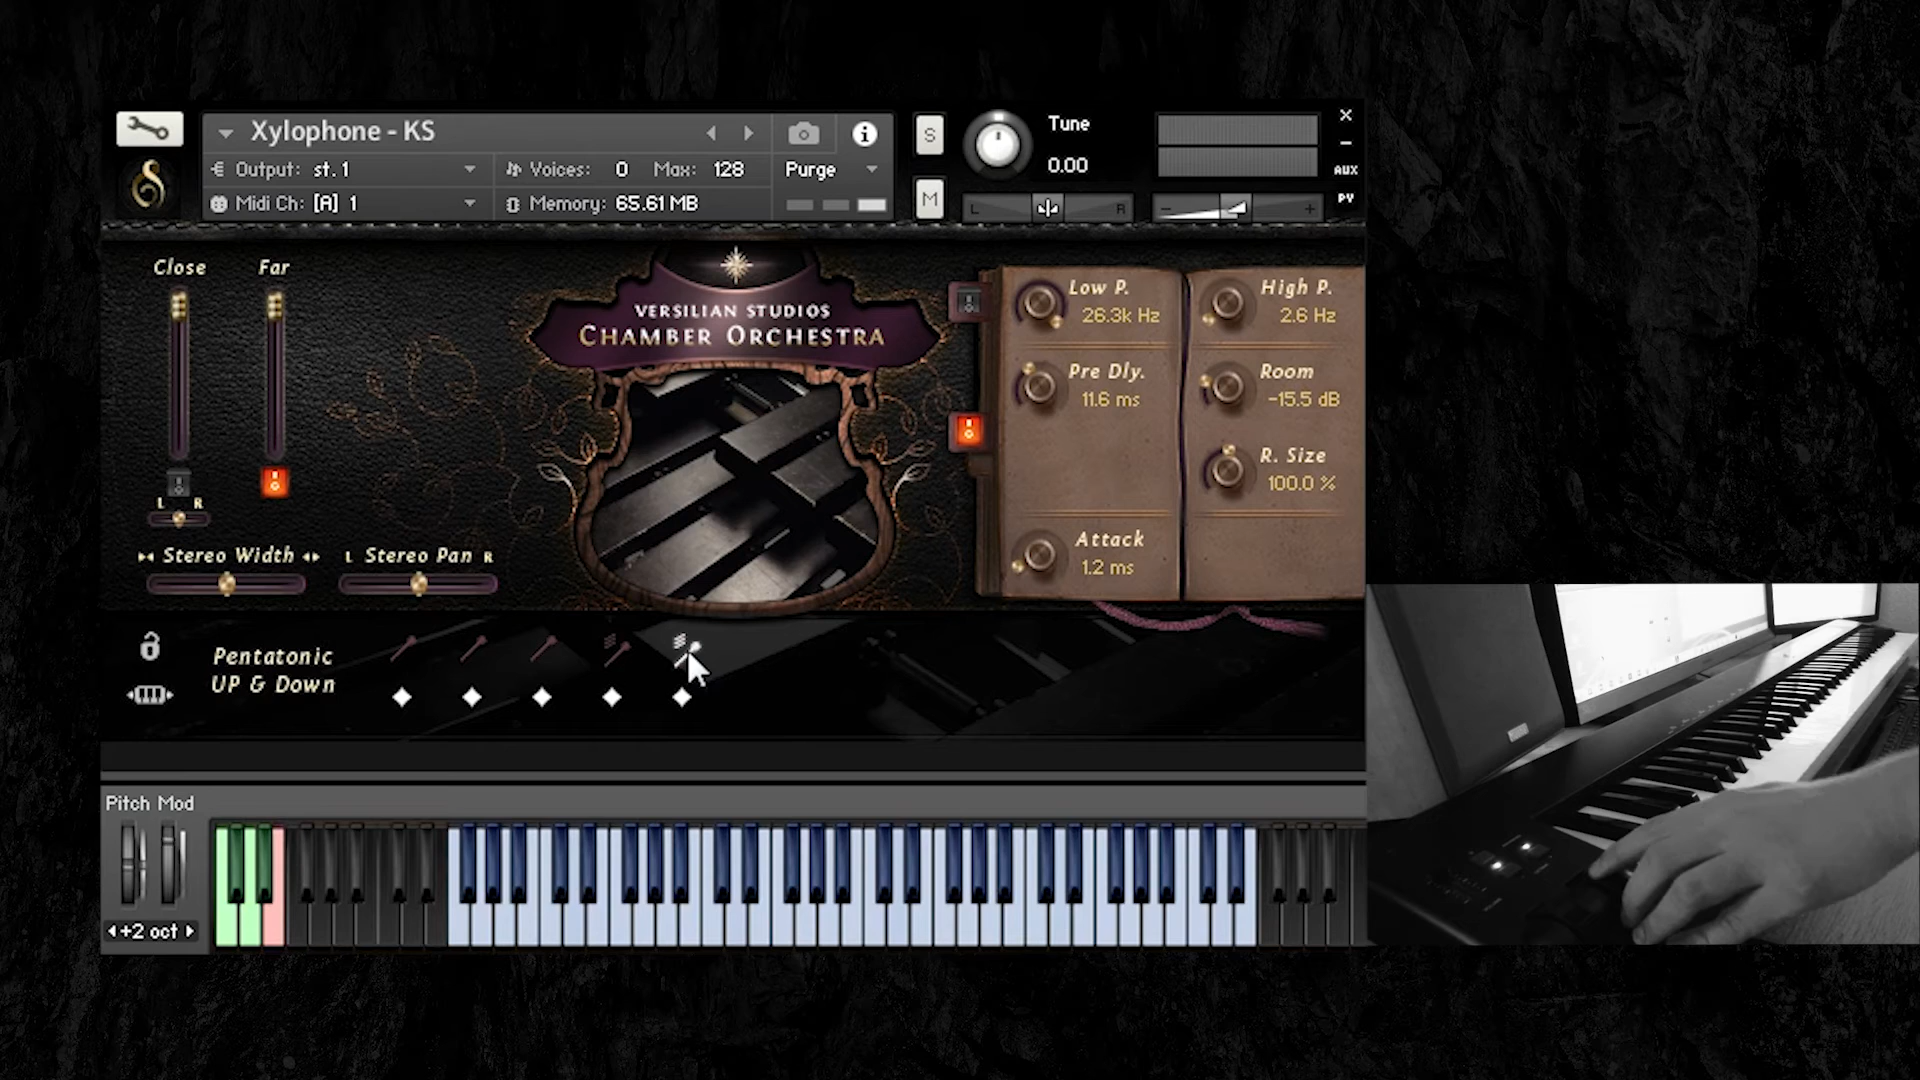 Xylophone - KS
Output: st.1
Voices: 0 Max: 128
Purge
Midi Ch: [A] 1
Memory: 65.61 MB
S
M
Tune
0.00
L R
- +
X
-
AUX
PV
Close
Far
L R
Stereo Width
L Stereo Pan R
VERSILIAN STUDIOS
CHAMBER ORCHESTRA
Low P.
26.3k Hz
High P.
2.6 Hz
Pre Dly.
11.6 ms
Room
-15.5 dB
R. Size
100.0 %
Attack
1.2 ms
Pentatonic
UP & Down
Pitch Mod
+2 oct